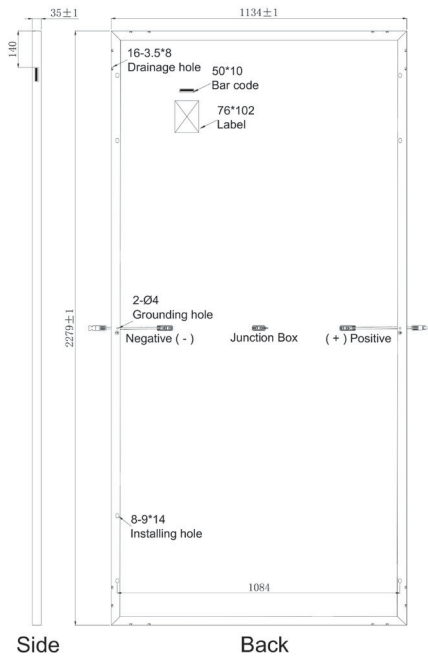 35±1
1134±1
140
16-3.5*8
Drainage hole
50*10
Bar code
76*102
Label
2279±1
2-Ø4
Grounding hole
Negative ( - )
Junction Box
( + ) Positive
8-9*14
Installing hole
1084
Side
Back